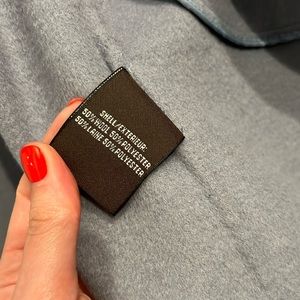 SHELL/EXTERIEUR:
50% WOOL 50% POLYESTER
50% LAINE 50% POLYESTER